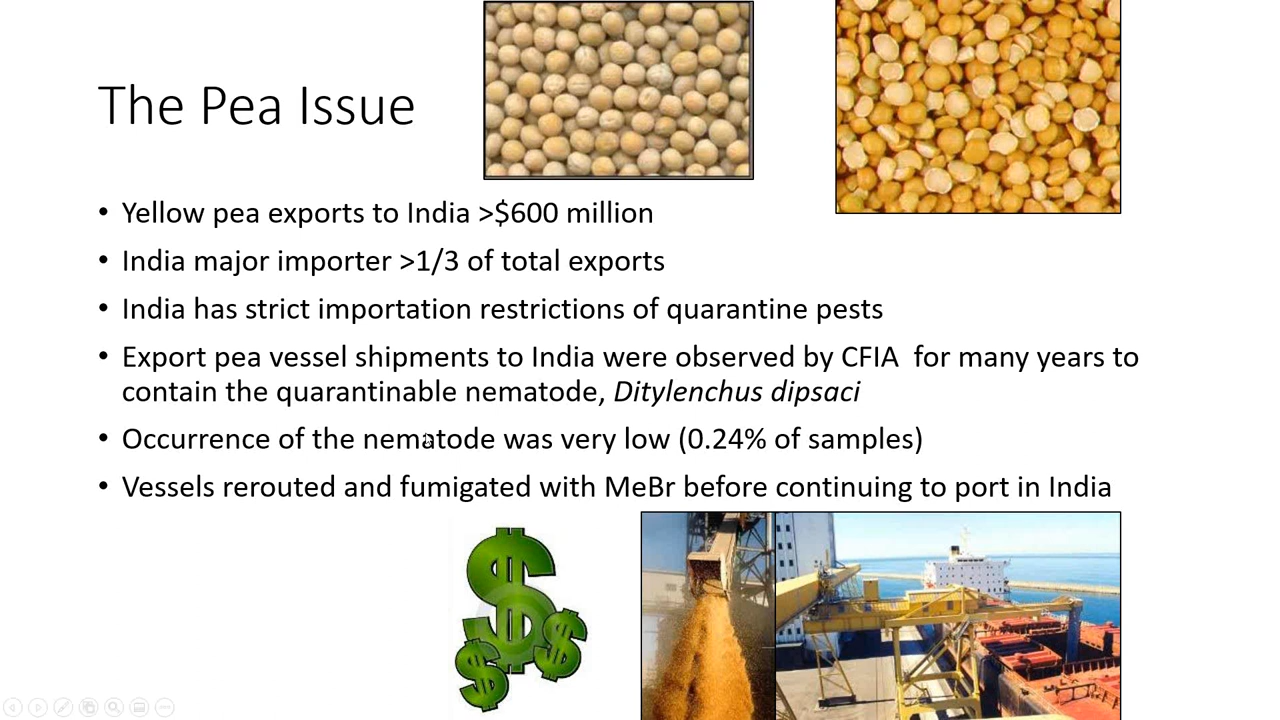 The Pea Issue
• Yellow pea exports to India >$600 million
• India major importer >1/3 of total exports
• India has strict importation restrictions of quarantine pests
• Export pea vessel shipments to India were observed by CFIA  for many years to
contain the quarantinable nematode, Ditylenchus dipsaci
• Occurrence of the nematode was very low (0.24% of samples)
• Vessels rerouted and fumigated with MeBr before continuing to port in India